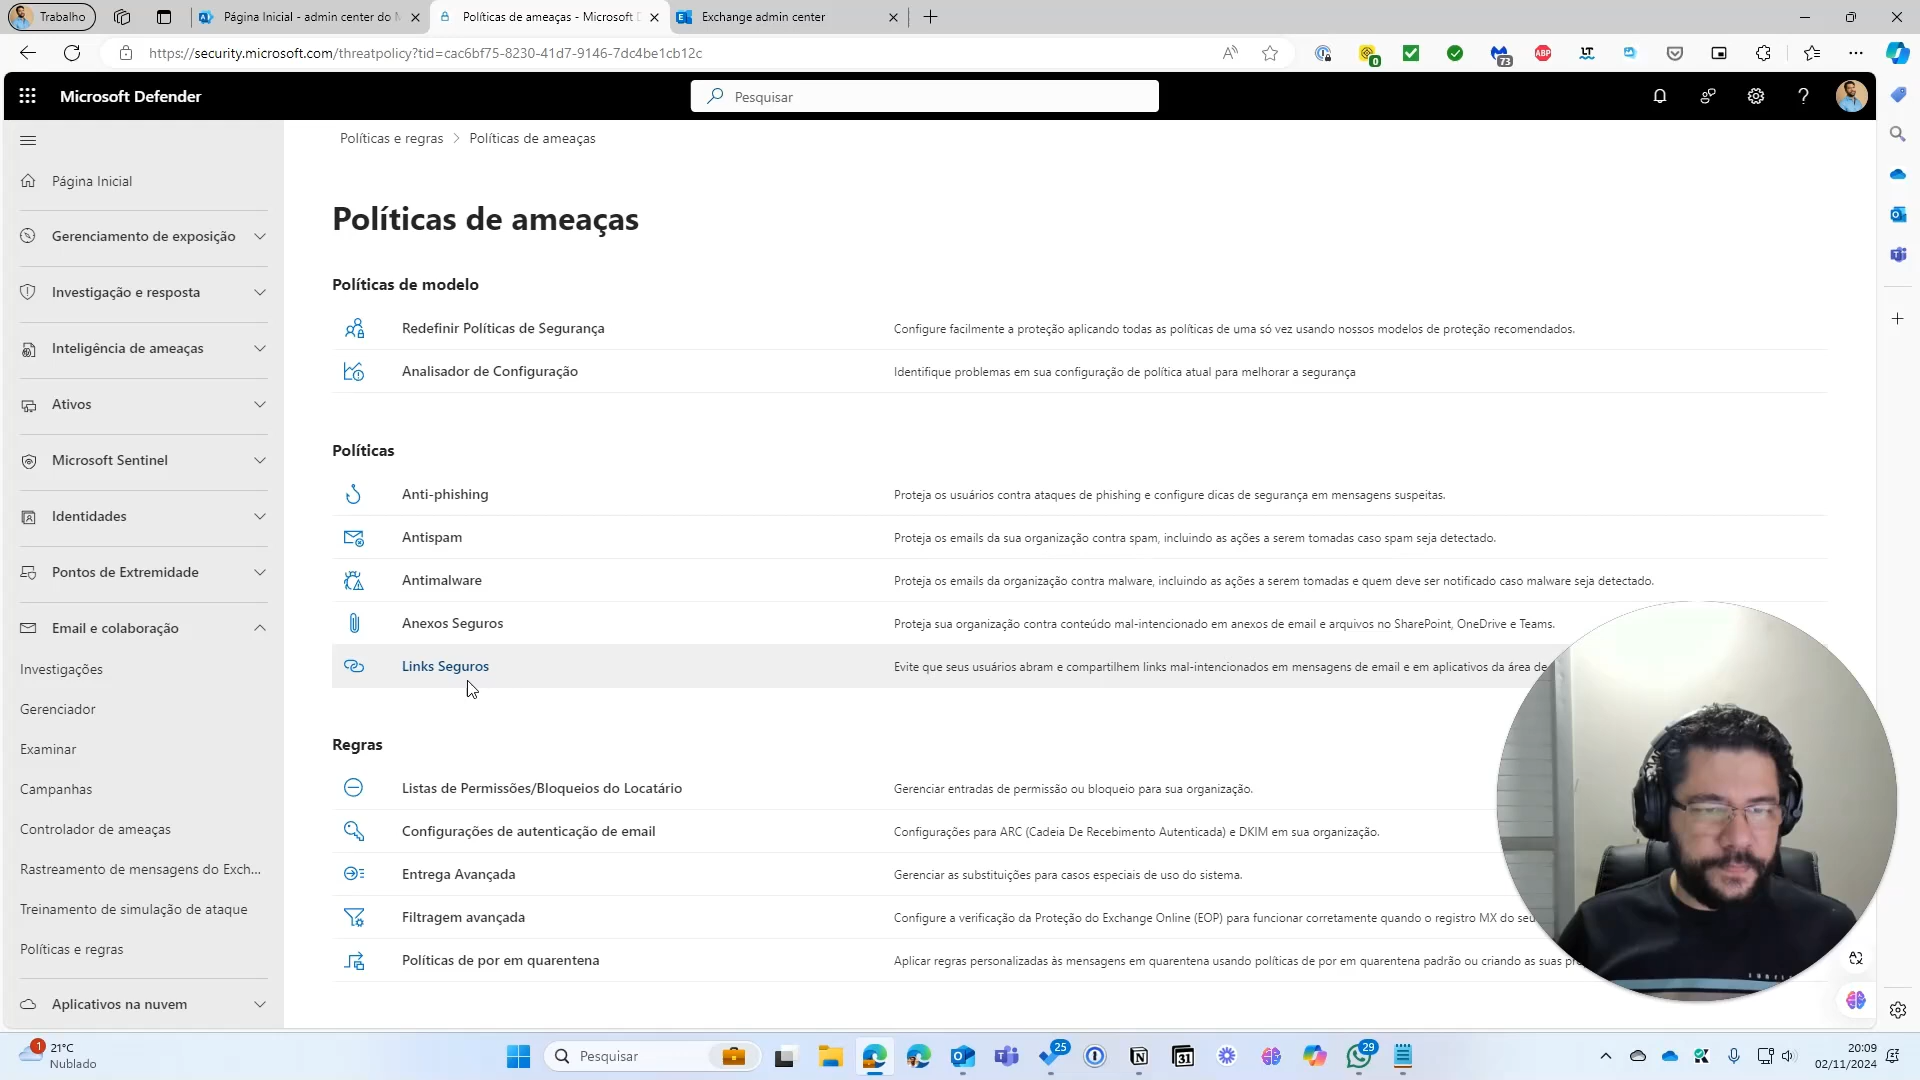 Trabalho
Página Inicial - admin center do M
Políticas de ameaças - Microsoft D
Exchange admin center
https://security.microsoft.com/threatpolicy?tid=cac6bf75-8230-41d7-9146-7dc4be1cb12c
0
73
ABP
LT
Microsoft Defender
Pesquisar
Políticas e regras > Políticas de ameaças
Página Inicial
Gerenciamento de exposição
Investigação e resposta
Inteligência de ameaças
Ativos
Microsoft Sentinel
Identidades
Pontos de Extremidade
Email e colaboração
Investigações
Gerenciador
Examinar
Campanhas
Controlador de ameaças
Rastreamento de mensagens do Exch...
Treinamento de simulação de ataque
Políticas e regras
Aplicativos na nuvem
Políticas de ameaças
Políticas de modelo
Redefinir Políticas de Segurança
Configure facilmente a proteção aplicando todas as políticas de uma só vez usando nossos modelos de proteção recomendados.
Analisador de Configuração
Identifique problemas em sua configuração de política atual para melhorar a segurança
Políticas
Anti-phishing
Proteja os usuários contra ataques de phishing e configure dicas de segurança em mensagens suspeitas.
Antispam
Proteja os emails da sua organização contra spam, incluindo as ações a serem tomadas caso spam seja detectado.
Antimalware
Proteja os emails da organização contra malware, incluindo as ações a serem tomadas e quem deve ser notificado caso malware seja detectado.
Anexos Seguros
Proteja sua organização contra conteúdo mal-intencionado em anexos de email e arquivos no SharePoint, OneDrive e Teams.
Links Seguros
Evite que seus usuários abram e compartilhem links mal-intencionados em mensagens de email e em aplicativos da área de
Regras
Listas de Permissões/Bloqueios do Locatário
Gerenciar entradas de permissão ou bloqueio para sua organização.
Configurações de autenticação de email
Configurações para ARC (Cadeia De Recebimento Autenticada) e DKIM em sua organização.
Entrega Avançada
Gerenciar as substituições para casos especiais de uso do sistema.
Filtragem avançada
Configure a verificação da Proteção do Exchange Online (EOP) para funcionar corretamente quando o registro MX do seu
Políticas de por em quarentena
Aplicar regras personalizadas às mensagens em quarentena usando políticas de por em quarentena padrão ou criando as suas
1
21°C
Nublado
Pesquisar
25
31
29
20:09
02/11/2024